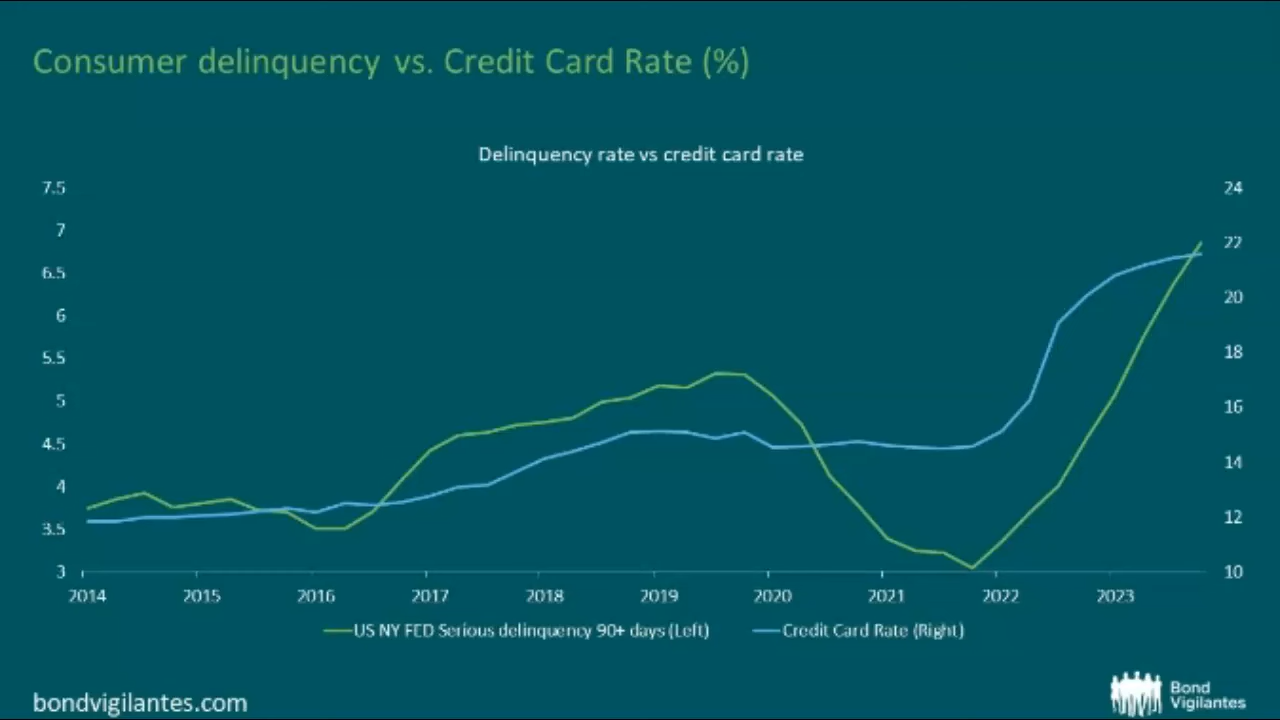 Consumer delinquency vs. Credit Card Rate (%)
Delinquency rate vs credit card rate
7.5
7
6.5
6
5.5
5
4.5
4
3.5
3
24
22
20
18
16
14
12
10
2014 2015 2016 2017 2018 2019 2020 2021 2022 2023
US NY FED Serious delinquency 90+ days (Left) Credit Card Rate (Right)
bondvigilantes.com
Bond
Vigilantes